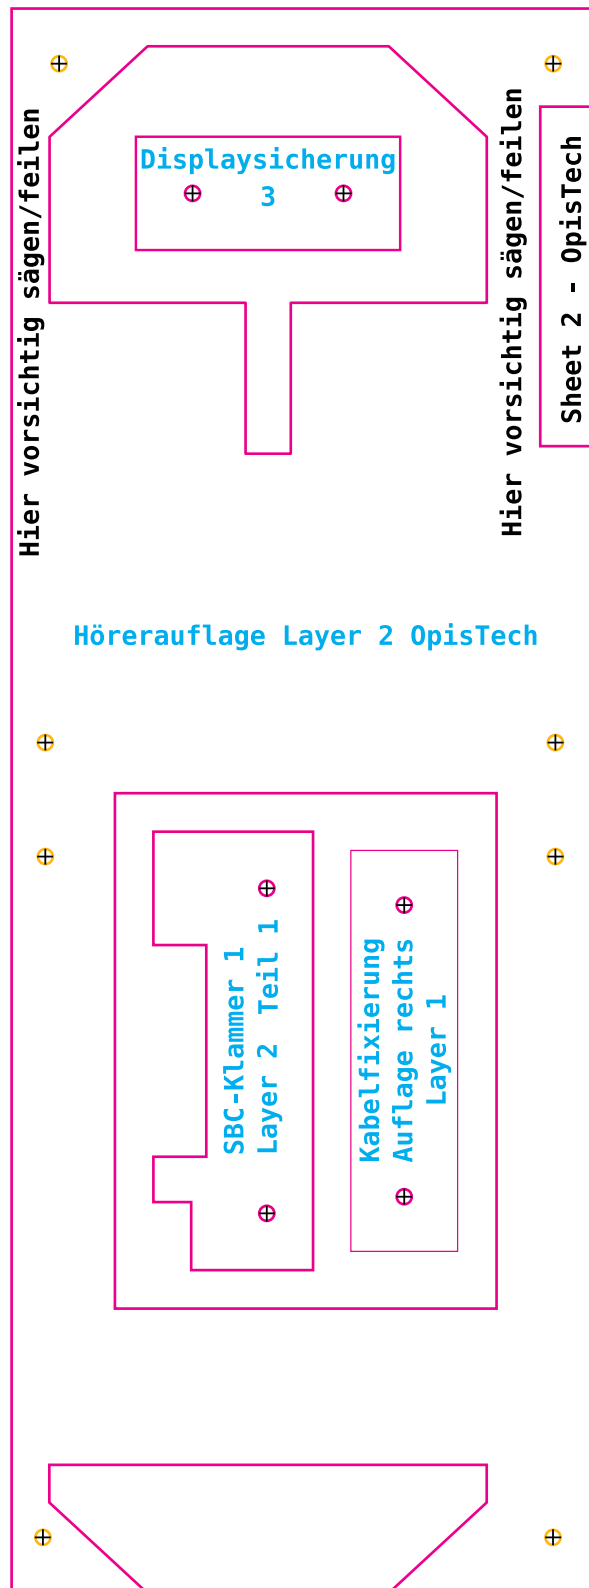 Displaysicherung
3
Hier vorsichtig sägen/feilen
Hier vorsichtig sägen/feilen
Sheet 2 - OpisTech
Hörerauflage Layer 2 OpisTech
SBC-Klammer 1
Layer 2 Teil 1
Kabelfixierung
Auflage rechts
Layer 1